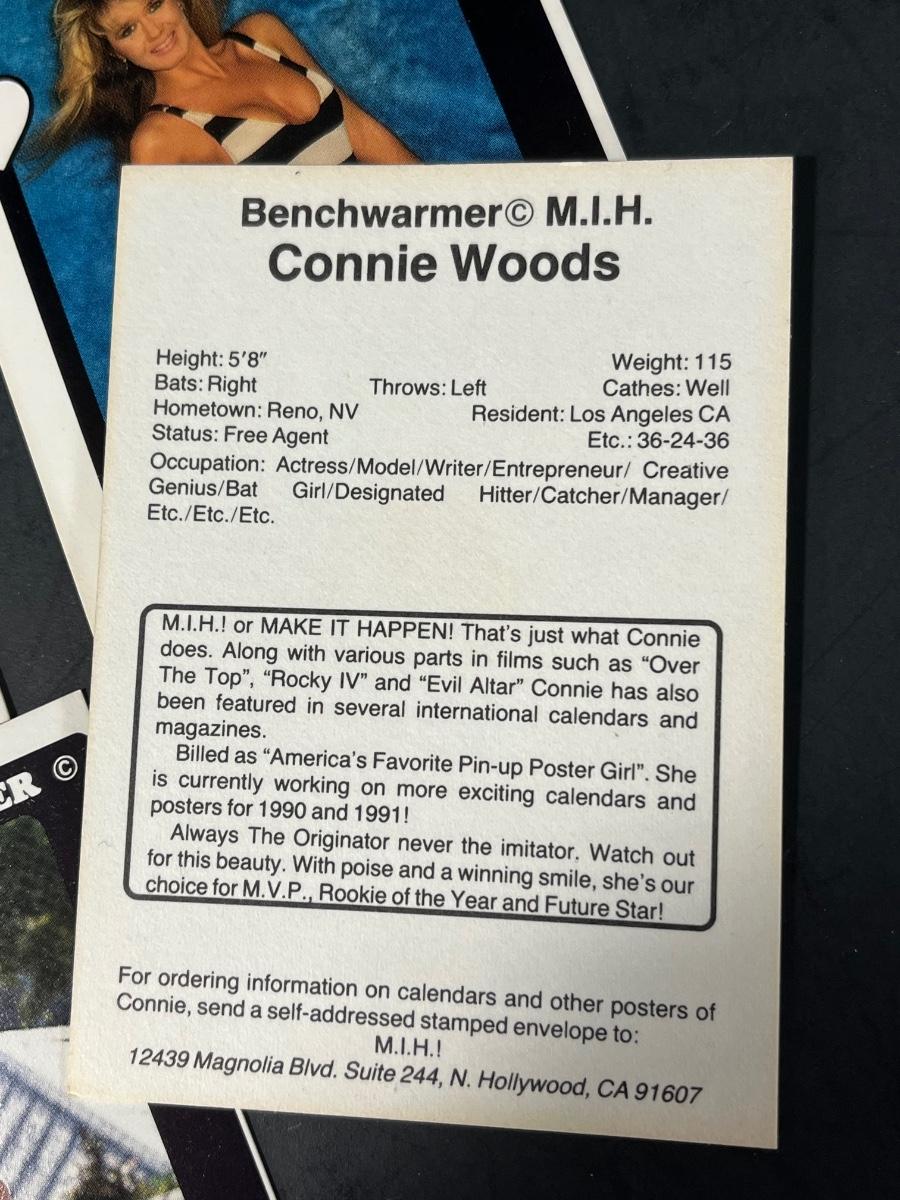 Benchwarmer© M.I.H.
Connie Woods
Height: 5'8" Weight: 115
Bats: Right Throws: Left Cathes: Well
Hometown: Reno, NV Resident: Los Angeles CA
Status: Free Agent Etc.: 36-24-36
Occupation: Actress/Model/Writer/Entrepreneur/ Creative
Genius/Bat Girl/Designated Hitter/Catcher/Manager/
Etc./Etc./Etc.
M.I.H.! or MAKE IT HAPPEN! That's just what Connie
does. Along with various parts in films such as “Over
The Top”, “Rocky IV” and “Evil Altar” Connie has also
been featured in several international calendars and
magazines.
Billed as “America's Favorite Pin-up Poster Girl”. She
is currently working on more exciting calendars and
posters for 1990 and 1991!
Always The Originator never the imitator. Watch out
for this beauty. With poise and a winning smile, she's our
choice for M.V.P., Rookie of the Year and Future Star!
ER ©
For ordering information on calendars and other posters of
Connie, send a self-addressed stamped envelope to:
M.I.H.!
12439 Magnolia Blvd. Suite 244, N. Hollywood, CA 91607